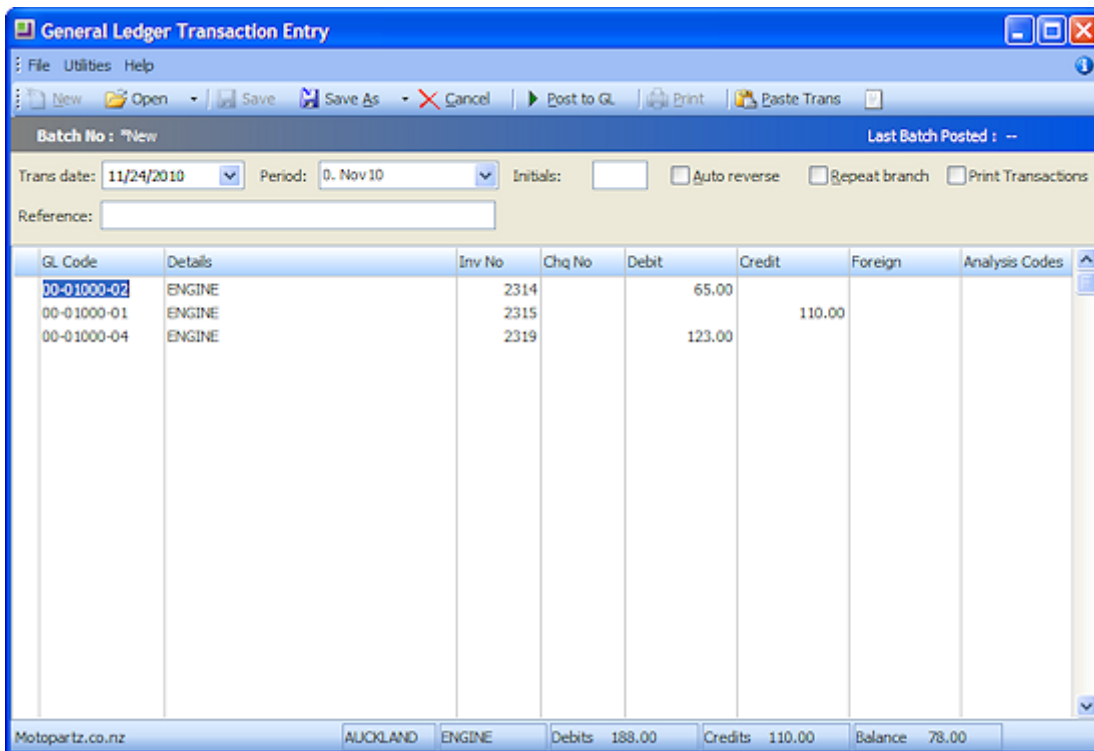 General Ledger Transaction Entry
File Utilities Help
New Open Save Save As Cancel Post to GL Print Paste Trans
Batch No : *New Last Batch Posted : --
Trans date: 11/24/2010 Period: 0. Nov 10 Initials: Auto reverse Repeat branch Print Transactions
Reference:
GL Code Details Inv No Chq No Debit Credit Foreign Analysis Codes
00-01000-02 ENGINE 2314 65.00
00-01000-01 ENGINE 2315 110.00
00-01000-04 ENGINE 2319 123.00
Motopartz.co.nz AUCKLAND ENGINE Debits 188.00 Credits 110.00 Balance 78.00